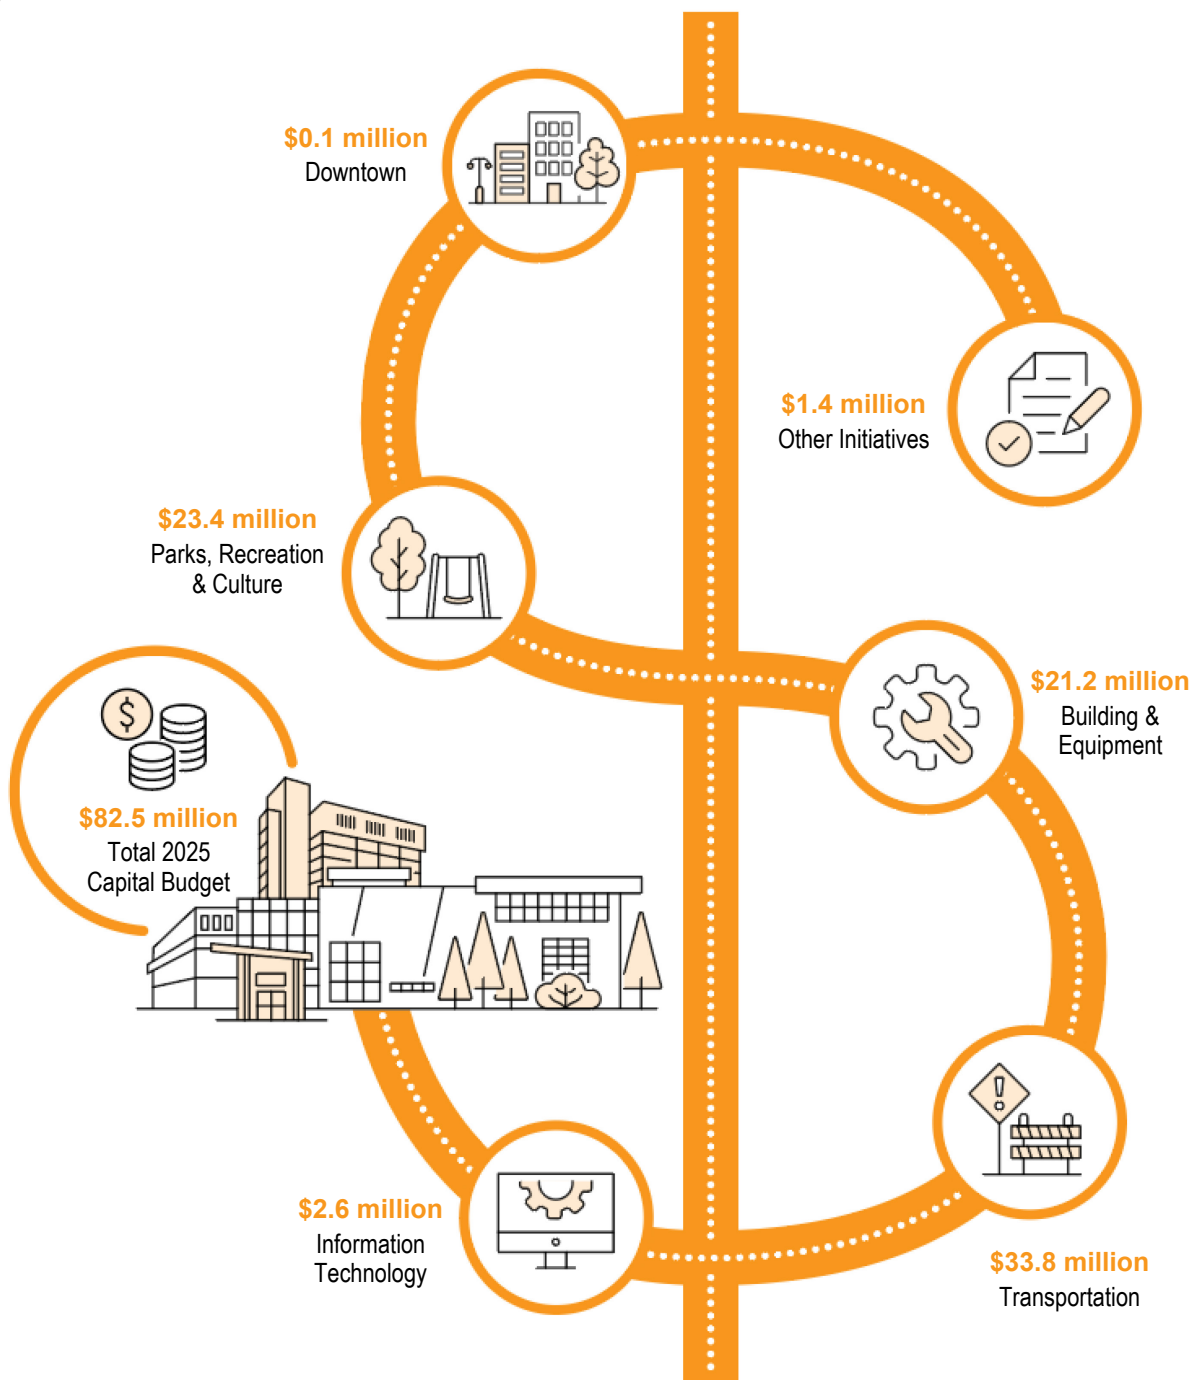 $0.1 million
Downtown
$1.4 million
Other Initiatives
$23.4 million
Parks, Recreation
& Culture
$21.2 million
Building &
Equipment
$
$82.5 million
Total 2025
Capital Budget
!
$2.6 million
Information
Technology
$33.8 million
Transportation